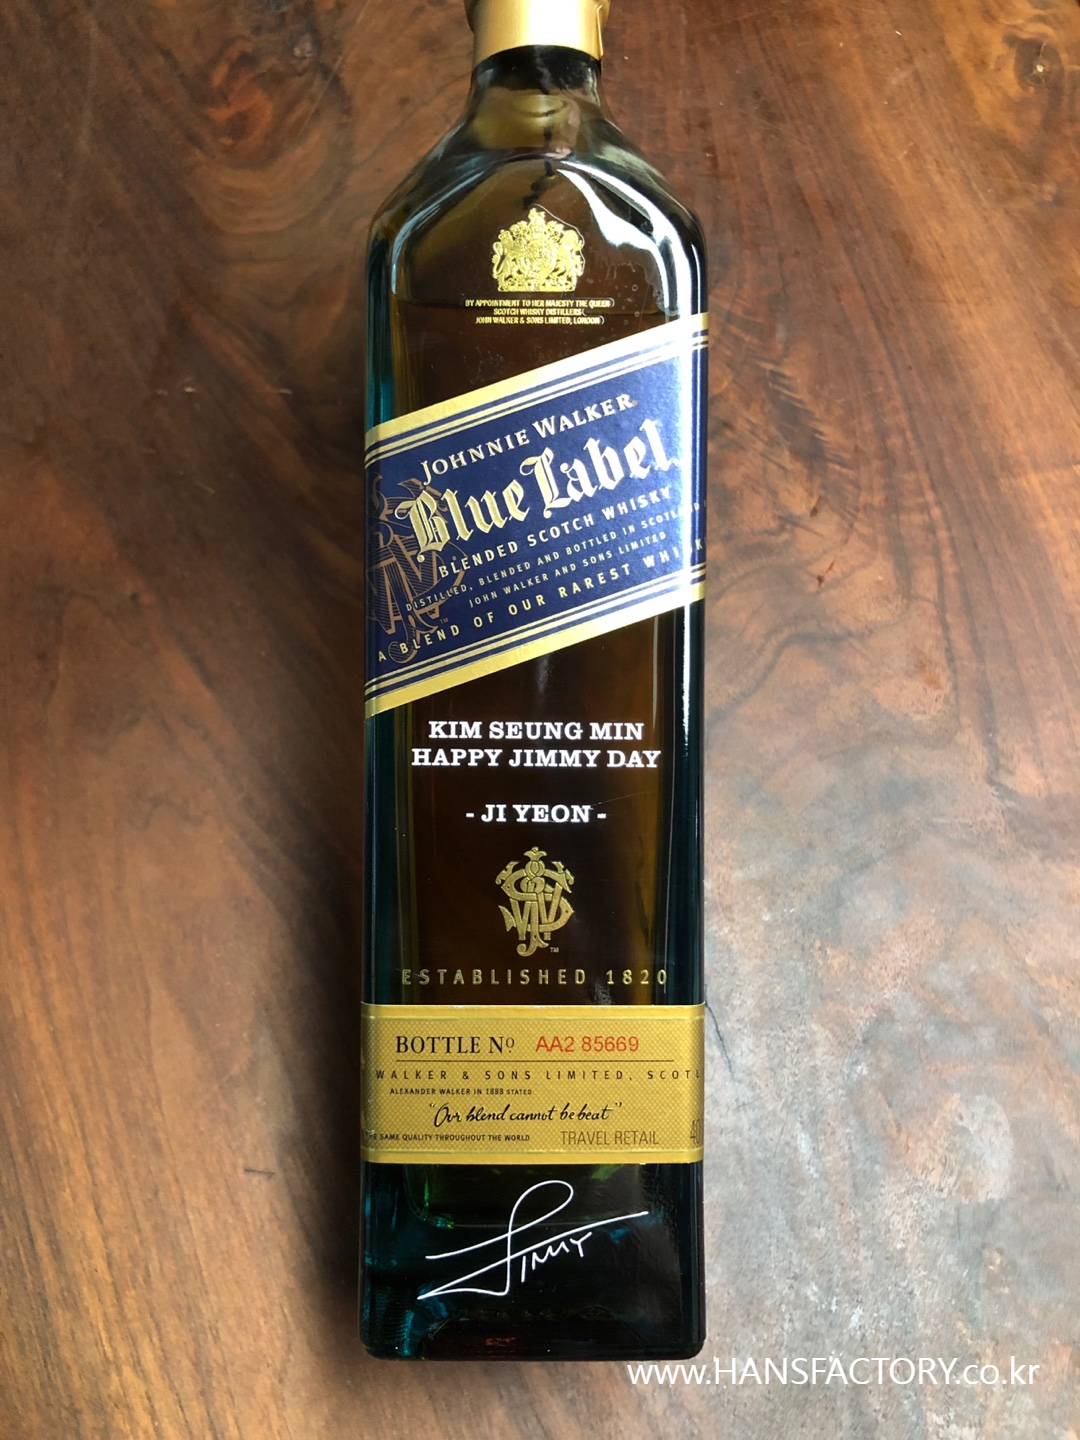 BY APPOINTMENT TO HER MAJESTY THE QUEEN
SCOTCH WHISKY DISTILLERS
JOHN WALKER & SONS LIMITED, LONDON
JOHNNIE WALKER
Blue Label
BLENDED SCOTCH WHISKY
DISTILLED, BLENDED AND BOTTLED IN SCOTLAND
JOHN WALKER AND SONS LIMITED
A BLEND OF OUR RAREST WHISK
KIM SEUNG MIN
HAPPY JIMMY DAY
- JI YEON -
TM
ESTABLISHED 1820
BOTTLE Nº AA2 85669
WALKER & SONS LIMITED, SCOTL
ALEXANDER WALKER IN 1888 STATED
"Our blend cannot be beat"
THE SAME QUALITY THROUGHOUT THE WORLD
TRAVEL RETAIL 40
JIMMY
www.HANSFACTORY.co.kr